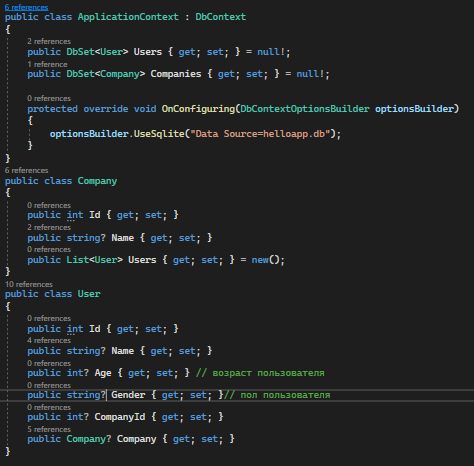 6 references
public class ApplicationContext : DbContext
{
2 references
public DbSet<User> Users { get; set; } = null!;
1 reference
public DbSet<Company> Companies { get; set; } = null!;
0 references
protected override void OnConfiguring(DbContextOptionsBuilder optionsBuilder)
{
optionsBuilder.UseSqlite("Data Source=helloapp.db");
}
}
6 references
public class Company
{
0 references
public int Id { get; set; }
2 references
public string? Name { get; set; }
0 references
public List<User> Users { get; set; } = new();
}
10 references
public class User
{
0 references
public int Id { get; set; }
4 references
public string? Name { get; set; }
0 references
public int? Age { get; set; } // возраст пользователя
0 references
public string? Gender { get; set; }// пол пользователя
0 references
public int? CompanyId { get; set; }
5 references
public Company? Company { get; set; }
}